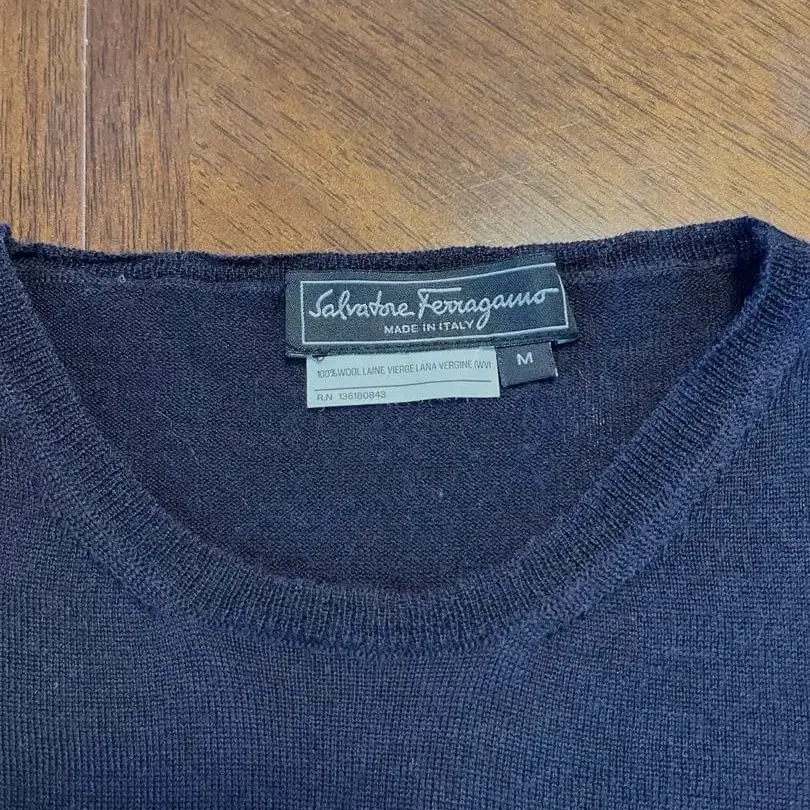 Salvatore Ferragamo
MADE IN ITALY
100% WOOL LAINE VIERGE LANA VERGINE (WV)
M
R.N 136180843